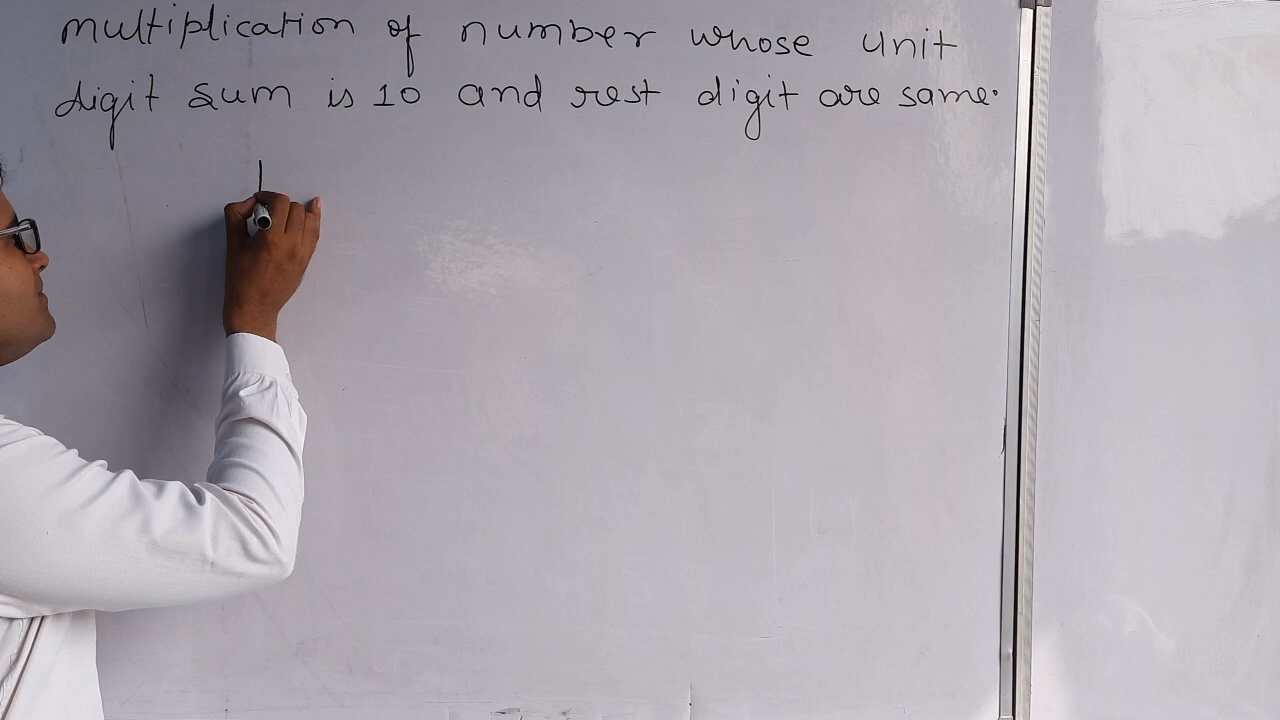 multiplication of number whose unit
digit sum is 10 and rest digit are same.